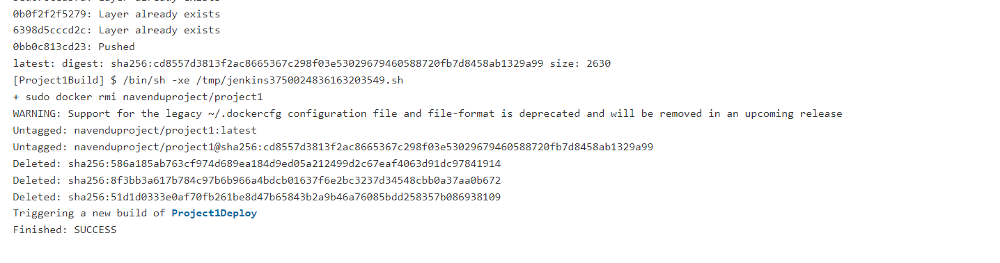 0b0f2f2f5279: Layer already exists
6398d5cccd2c: Layer already exists
0bb0c813cd23: Pushed
latest: digest: sha256:cd8557d3813f2ac8665367c298f03e53029679460588720fb7d8458ab1329a99 size: 2630
[Project1Build] $ /bin/sh -xe /tmp/jenkins3750024836163203549.sh
+ sudo docker rmi navenduproject/project1
WARNING: Support for the legacy ~/.dockercfg configuration file and file-format is deprecated and will be removed in an upcoming release
Untagged: navenduproject/project1:latest
Untagged: navenduproject/project1@sha256:cd8557d3813f2ac8665367c298f03e53029679460588720fb7d8458ab1329a99
Deleted: sha256:586a185ab763cf974d689ea184d9ed05a212499d2c67eaf4063d91dc97841914
Deleted: sha256:8f3bb3a617b784c97b6b966a4bdcb01637f6e2bc3237d34548cbb0a37aa0b672
Deleted: sha256:51d1d0333e0af70fb261be8d47b65843b2a9b46a76085bdd258357b086938109
Triggering a new build of Project1Deploy
Finished: SUCCESS